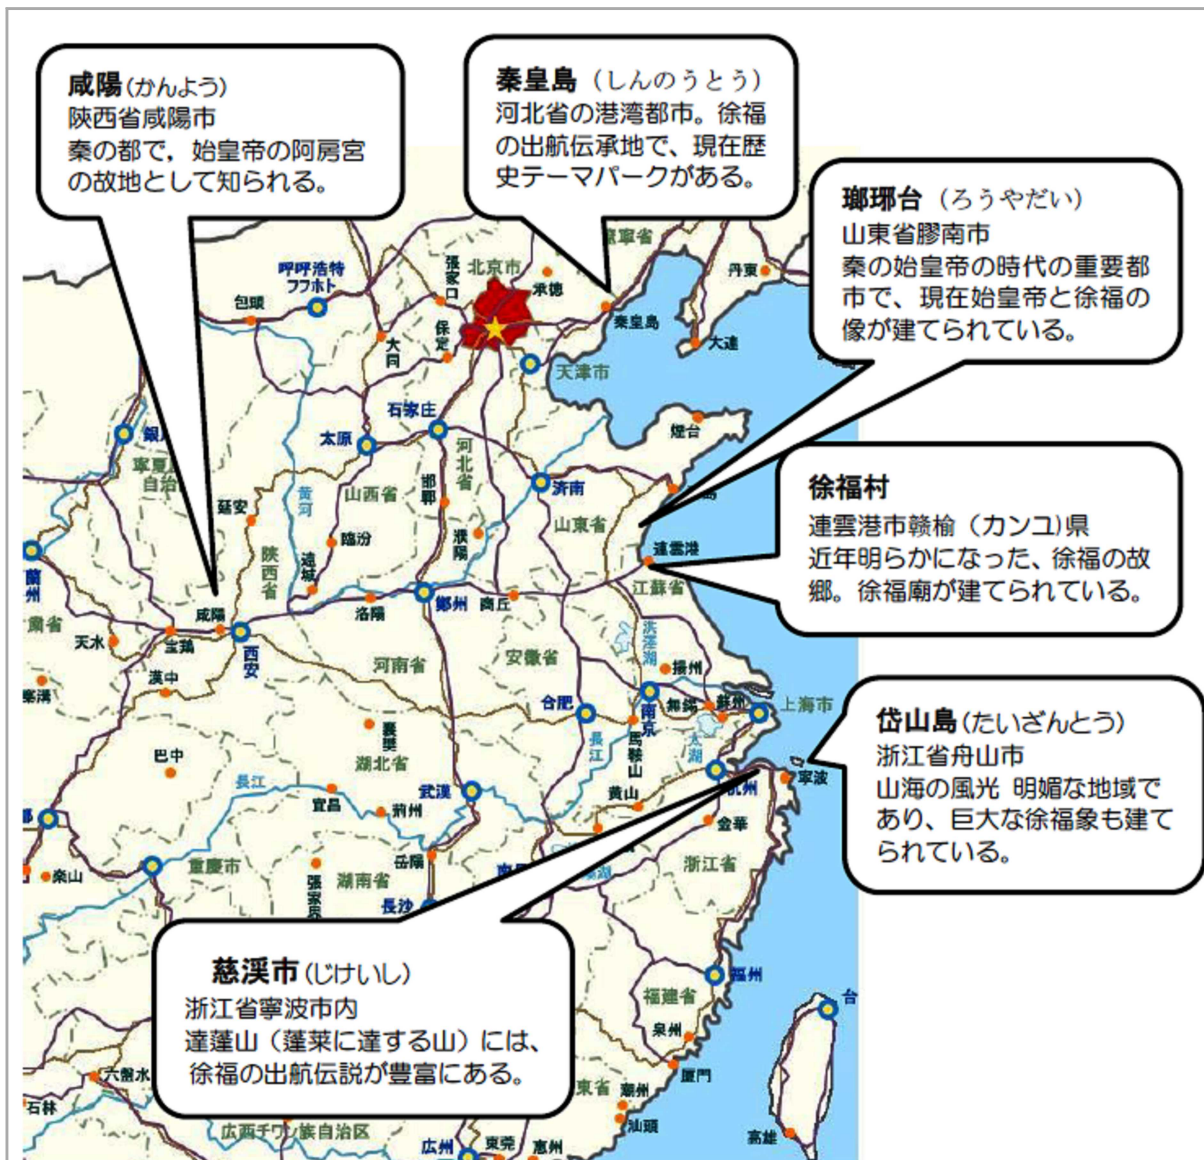 咸陽(かんよう)
陝西省咸陽市
秦の都で，始皇帝の阿房宮
の故地として知られる。
秦皇島（しんのうとう）
河北省の港湾都市。徐福
の出航伝承地で、現在歴
史テーマパークがある。
瑯琊台（ろうやだい）
山東省膠南市
秦の始皇帝の時代の重要都
市で、現在始皇帝と徐福の
像が建てられている。
徐福村
連雲港市赣榆（カンユ)県
近年明らかになった、徐福の故
郷。徐福廟が建てられている。
岱山島(たいざんとう）
浙江省舟山市
山海の風光 明媚な地域で
あり、巨大な徐福象も建て
られている。
慈渓市(じけいし)
浙江省寧波市内
達蓬山（蓬莱に達する山）には、
徐福の出航伝説が豊富にある。
呼呼浩特
フフホト
包頭
張家口
北京市
承徳
秦皇島
丹東
大連
大同
保定
天津市
石家庄
太原
煙台
済南
河北省
山西省
邯鄲
山東省
黄河
延安
臨汾
濮陽
陝西省
連雲港
江蘇省
蘭州
咸陽
洛陽
鄭州
商丘
天水
宝鶏
西安
漢中
河南省
安徽省
洪澤湖
揚州
合肥
南京
無錫
蘇州
上海市
太湖
馬鞍山
長江
襄樊
湖北省
巴中
長江
宜昌
荊州
武漢
黄山
杭州
寧波
金華
浙江省
重慶市
楽山
岳陽
湖南省
長沙
福州
福建省
泉州
厦門
台
高雄
六盤水
石林
広西チワン族自治区
広州
東莞
恵州
東省
潮州
汕頭